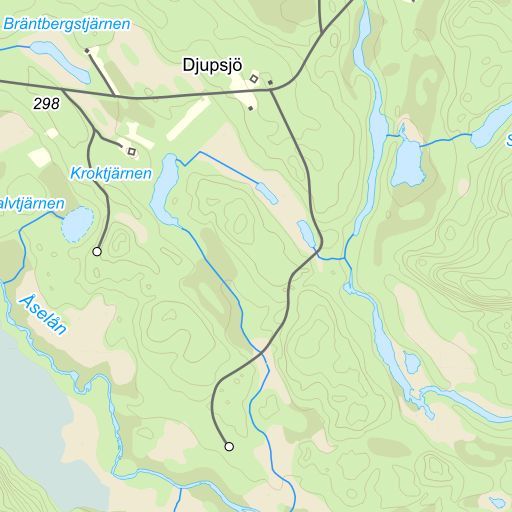 Bräntbergstjärnen
Djupsjö
298
Kroktjärnen
alvtjärnen
Åselån
S